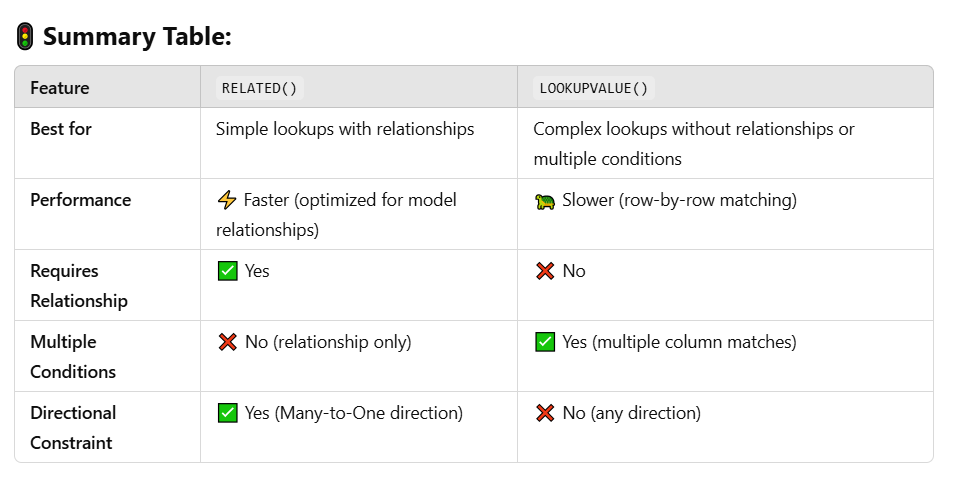 🚦 Summary Table:
Feature RELATED() LOOKUPVALUE()
Best for Simple lookups with relationships Complex lookups without relationships or
multiple conditions
Performance ⚡ Faster (optimized for model 🐢 Slower (row-by-row matching)
relationships)
Requires ✅ Yes ❌ No
Relationship
Multiple ❌ No (relationship only) ✅ Yes (multiple column matches)
Conditions
Directional ✅ Yes (Many-to-One direction) ❌ No (any direction)
Constraint